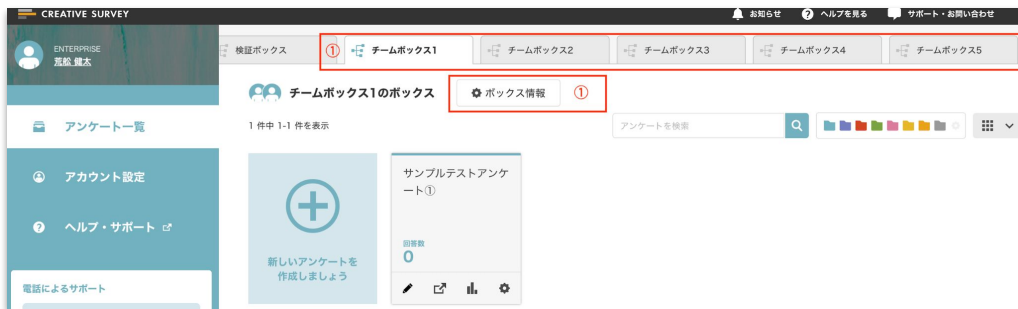 CREATIVE SURVEY
お知らせ
ヘルプを見る
サポート・お問い合わせ
ENTERPRISE
荒舩 健太
検証ボックス
① チームボックス1
チームボックス2
チームボックス3
チームボックス4
チームボックス5
チームボックス1のボックス
ボックス情報 ①
アンケート一覧
アカウント設定
ヘルプ・サポート
電話によるサポート
1 件中 1-1 件を表示
アンケートを検索
新しいアンケートを
作成しましょう
サンプルテストアンケ
ート①
回答数
0